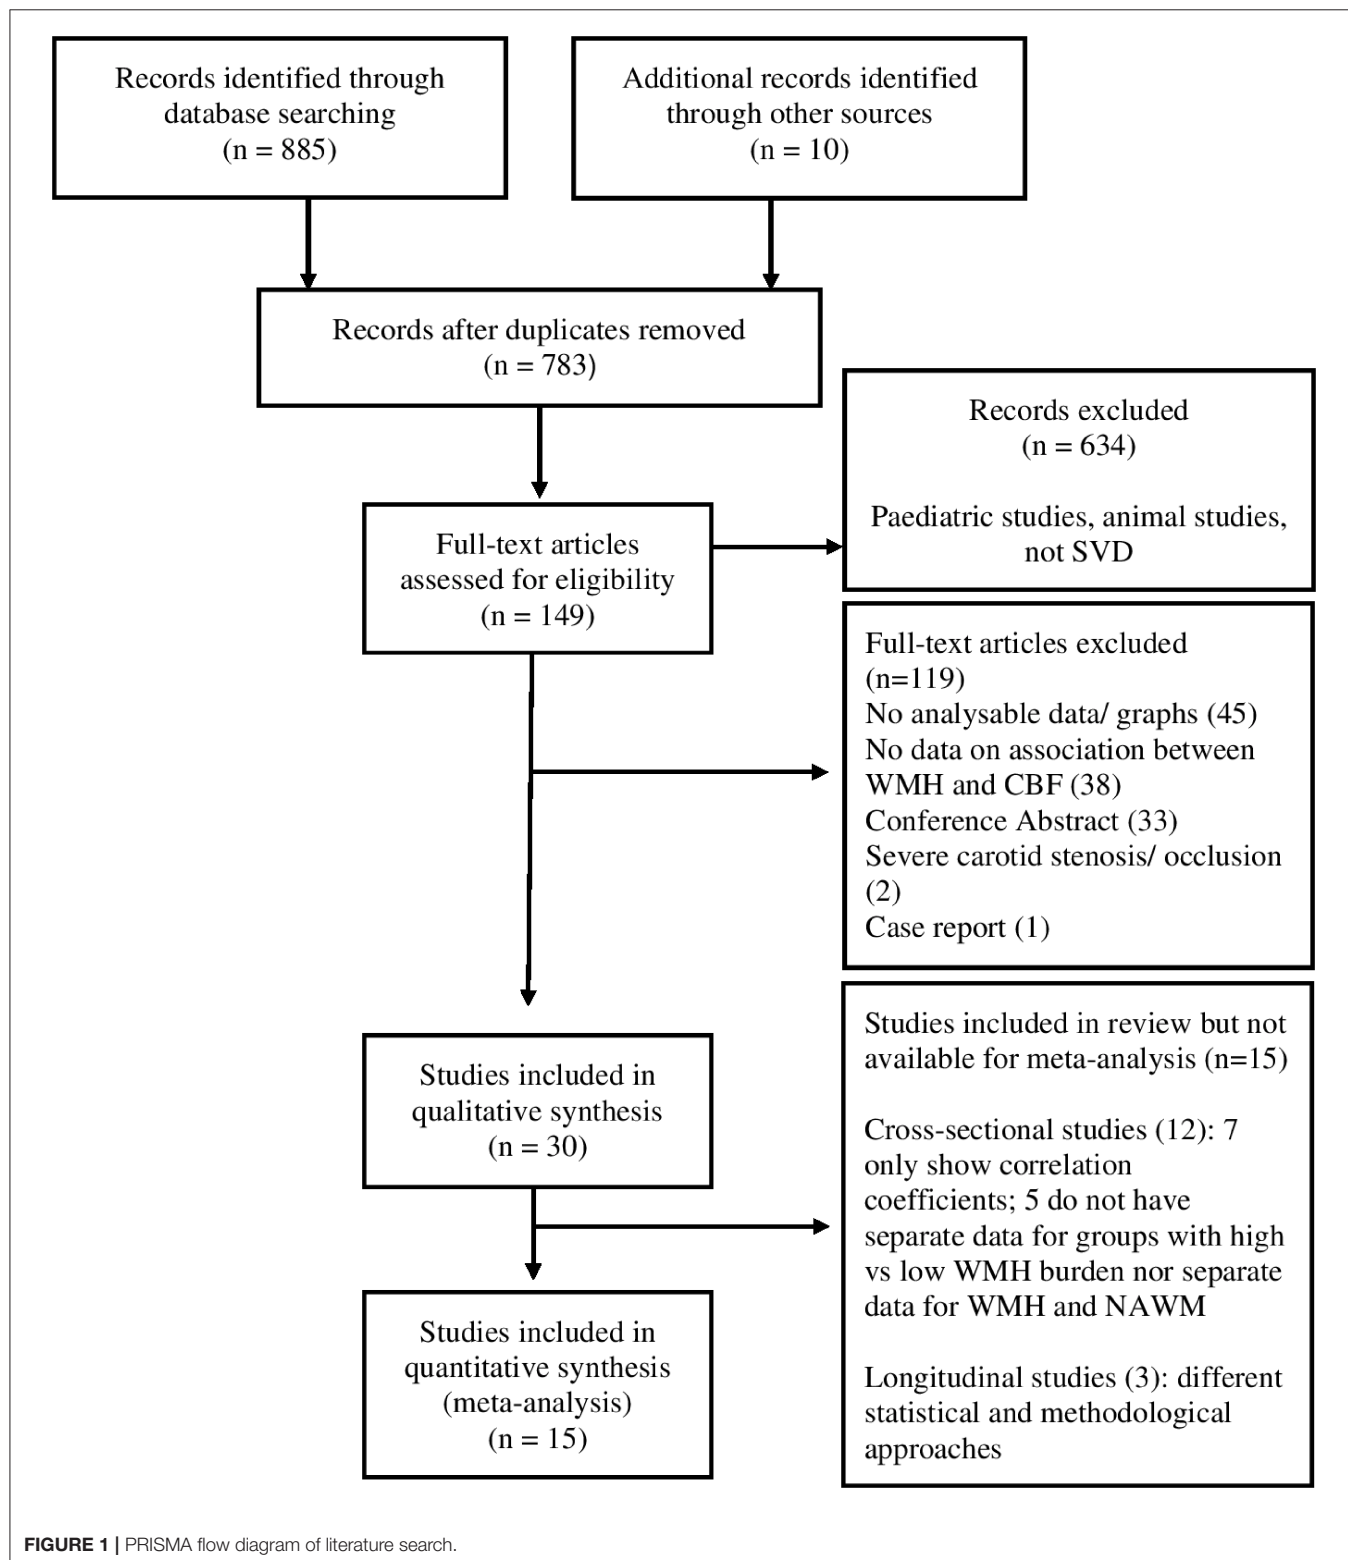 Records identified through
database searching
(n = 885)
Additional records identified
through other sources
(n = 10)
Records after duplicates removed
(n = 783)
Records excluded
(n = 634)
Paediatric studies, animal studies,
not SVD
Full-text articles
assessed for eligibility
(n = 149)
Full-text articles excluded
(n=119)
No analysable data/ graphs (45)
No data on association between
WMH and CBF (38)
Conference Abstract (33)
Severe carotid stenosis/ occlusion
(2)
Case report (1)
Studies included in
qualitative synthesis
(n = 30)
Studies included in review but not
available for meta-analysis (n=15)
Cross-sectional studies (12): 7
only show correlation
coefficients; 5 do not have
separate data for groups with high
vs low WMH burden nor separate
data for WMH and NAWM
Longitudinal studies (3): different
statistical and methodological
approaches
Studies included in
quantitative synthesis
(meta-analysis)
(n = 15)
FIGURE 1 | PRISMA flow diagram of literature search.